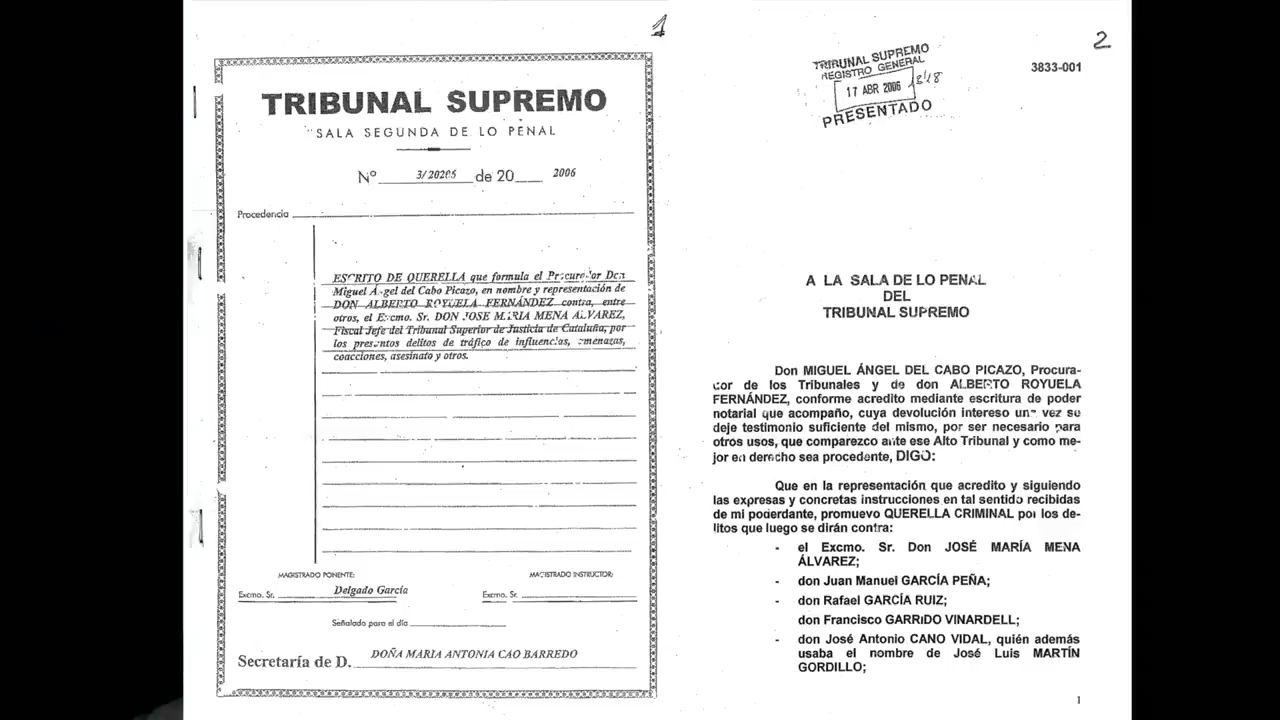 1
TRIBUNAL SUPREMO
SALA SEGUNDA DE LO PENAL
Nº 3/20205 de 20 2006
Procedencia
ESCRITO DE QUERELLA que formula el Procurador Don
Miguel Ángel del Cabo Picazo, en nombre y representación de
DON ALBERTO ROYUELA FERNÁNDEZ contra, entre
otros, el Excmo. Sr. DON JOSE MARIA MENA ALVAREZ,
Fiscal Jefe del Tribunal Superior de Justicia de Cataluña, por
los presuntos delitos de tráfico de influencias, amenazas,
coacciones, asesinato y otros.
MAGISTRADO PONENTE:
MAGISTRADO INSTRUCTOR:
Excmo. Sr. Delgado García
Excmo. Sr.
Señalado para el día
Secretaría de D. DOÑA MARIA ANTONIA CAO BARREDO
2
TRIBUNAL SUPREMO
REGISTRO GENERAL
17 ABR 2006
PRESENTADO
3833-001
A LA SALA DE LO PENAL
DEL
TRIBUNAL SUPREMO
Don MIGUEL ÁNGEL DEL CABO PICAZO, Procura-
dor de los Tribunales y de don ALBERTO ROYUELA
FERNÁNDEZ, conforme acredito mediante escritura de poder
notarial que acompaño, cuya devolución intereso una vez se
deje testimonio suficiente del mismo, por ser necesario para
otros usos, que comparezco ante ese Alto Tribunal y como me-
jor en derecho sea procedente, DIGO:
Que en la representación que acredito y siguiendo
las expresas y concretas instrucciones en tal sentido recibidas
de mi poderdante, promuevo QUERELLA CRIMINAL por los de-
litos que luego se dirán contra:
- el Excmo. Sr. Don JOSÉ MARÍA MENA
ÁLVAREZ;
- don Juan Manuel GARCÍA PEÑA;
- don Rafael GARCÍA RUIZ;
don Francisco GARRIDO VINARDELL;
- don José Antonio CANO VIDAL, quién además
usaba el nombre de José Luis MARTÍN
GORDILLO;
1